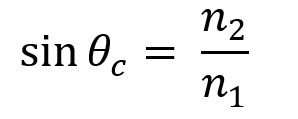 sin θ_c = n_2 / n_1